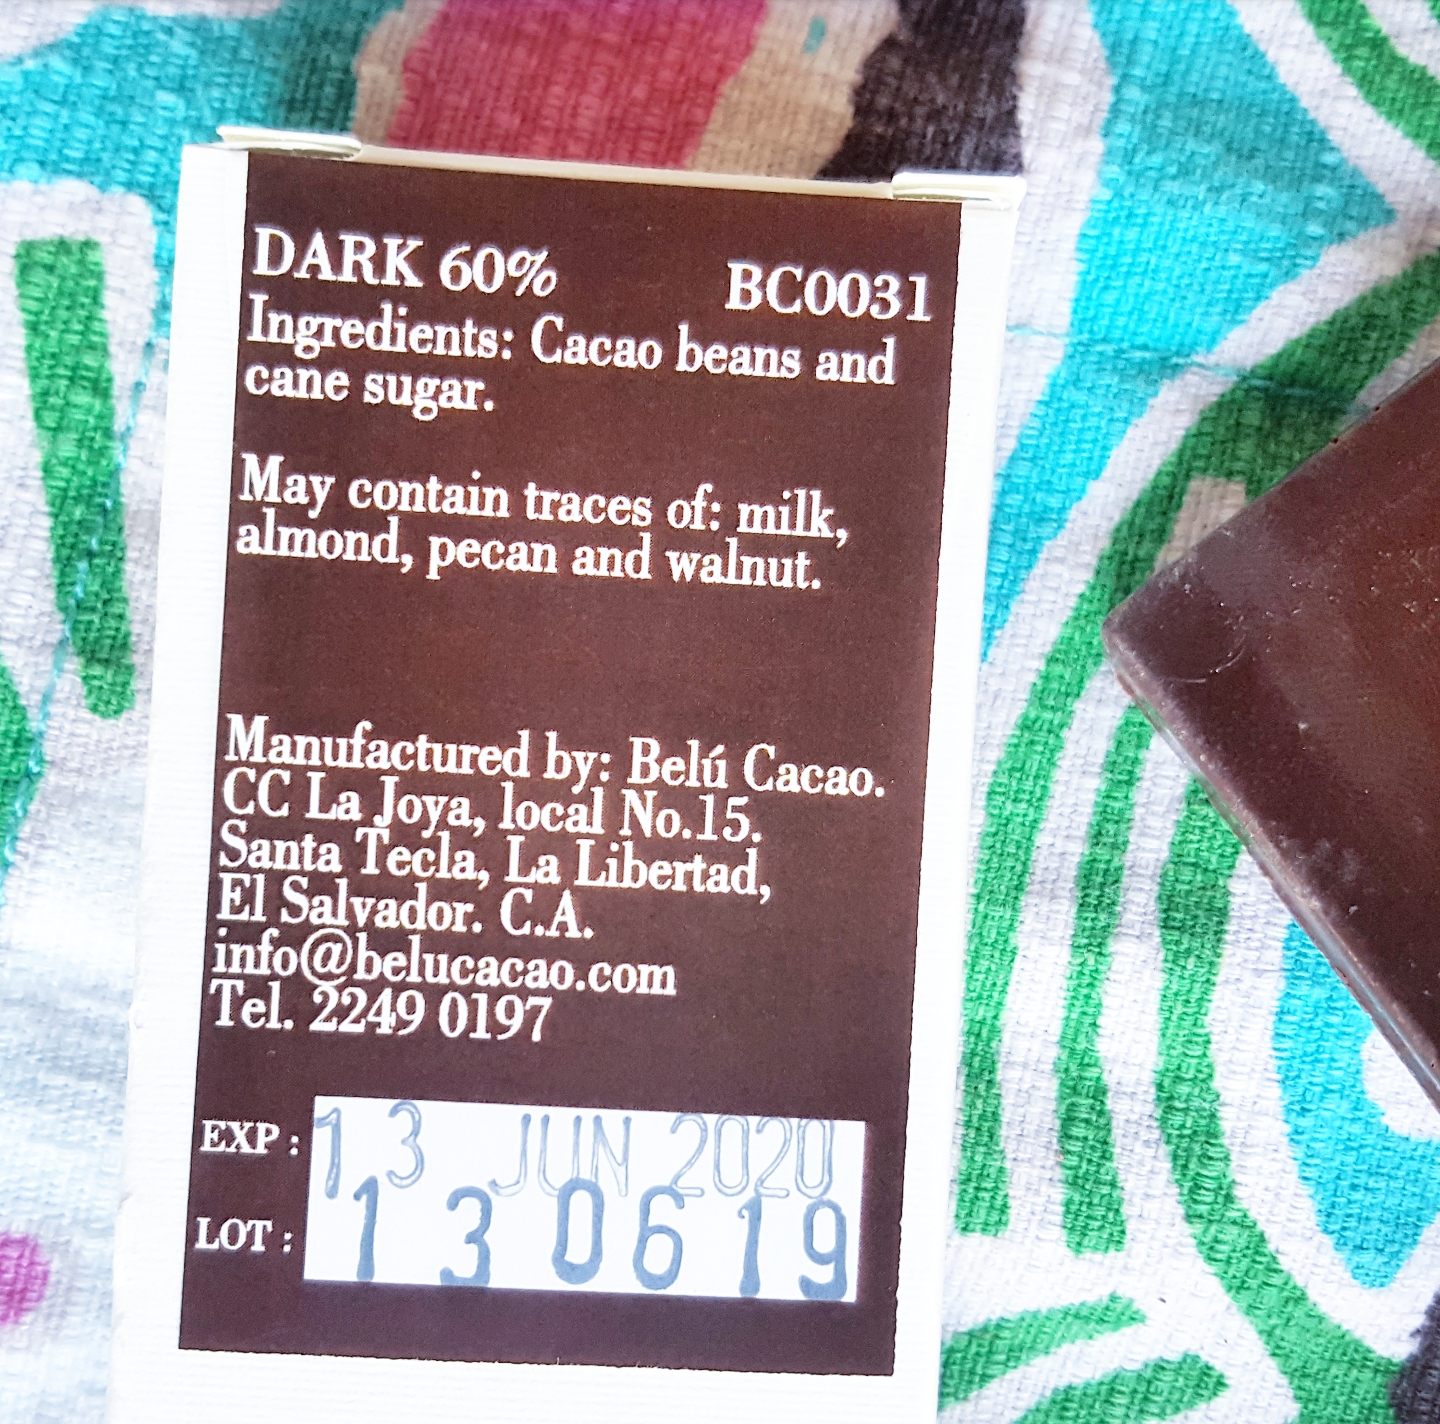 DARK 60% BC0031
Ingredients: Cacao beans and
cane sugar.
May contain traces of: milk,
almond, pecan and walnut.
Manufactured by: Belú Cacao.
CC La Joya, local No.15.
Santa Tecla, La Libertad,
El Salvador. C.A.
info@belucacao.com
Tel. 2249 0197
EXP : 13 JUN 2020
LOT : 130619